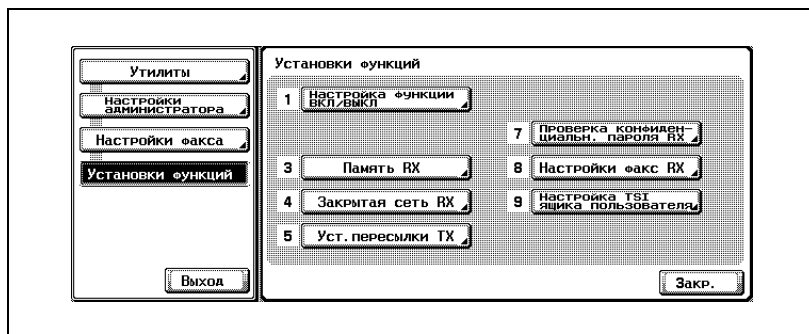 Утилиты
Настройки
администратора
Настройки факса
Установки функций
Выход
Установки функций
1 Настройка функции
ВКЛ/ВЫКЛ
7 Проверка конфиден-
циальн. пароля RX
3 Память RX
8 Настройки факс RX
4 Закрытая сеть RX
9 Настройка TSI
ящика пользователя
5 Уст.пересылки TX
Закр.